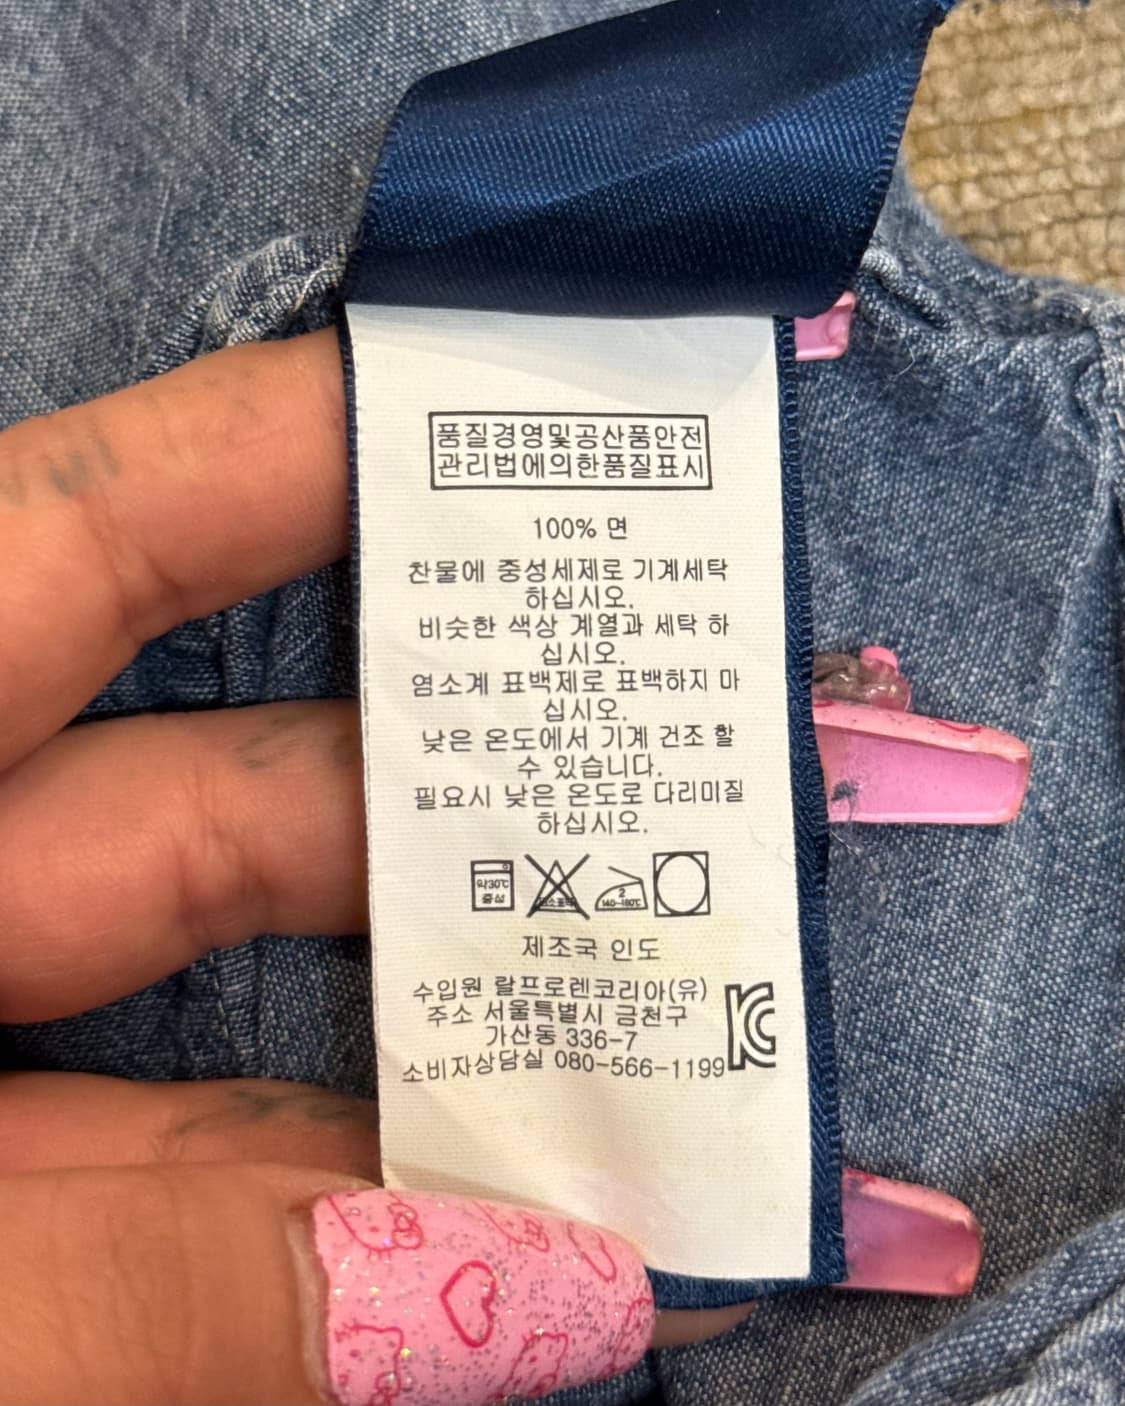 품질경영및공산품안전
관리법에의한품질표시
100% 면
찬물에 중성세제로 기계세탁
하십시오.
비슷한 색상 계열과 세탁 하
십시오.
염소계 표백제로 표백하지 마
십시오.
낮은 온도에서 기계 건조 할
수 있습니다.
필요시 낮은 온도로 다리미질
하십시오.
약30℃
중성
2
140~160℃
제조국 인도
수입원 랄프로렌코리아(유)
주소 서울특별시 금천구
가산동 336-7
소비자상담실 080-566-1199